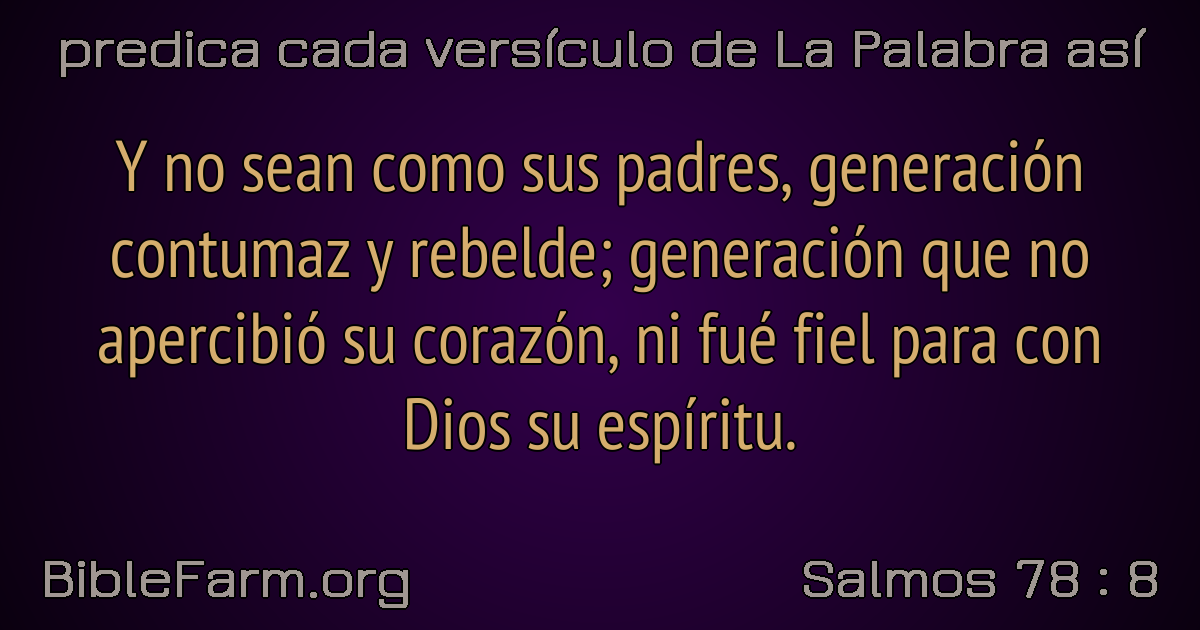 predica cada versículo de La Palabra así
Y no sean como sus padres, generación
contumaz y rebelde; generación que no
apercibió su corazón, ni fué fiel para con
Dios su espíritu.
BibleFarm.org
Salmos 78 : 8